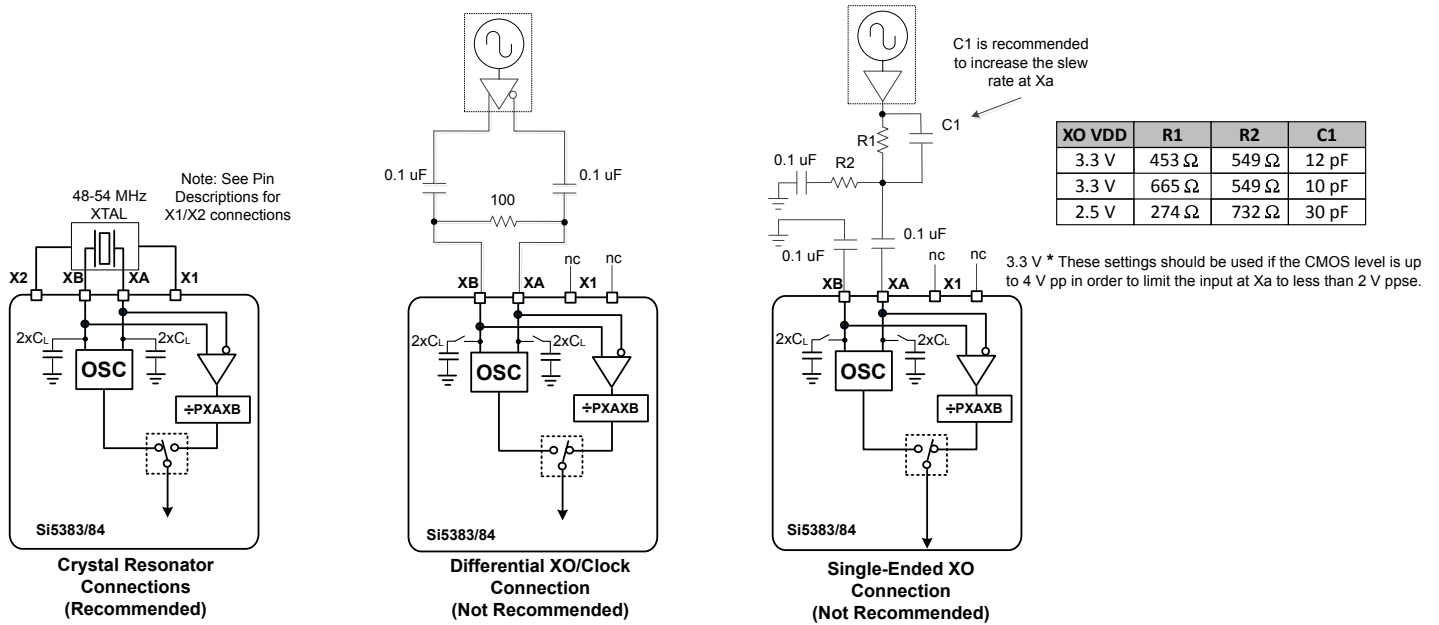 48-54 MHz
XTAL
Note: See Pin
Descriptions for
X1/X2 connections
X2
XB
XA
X1
2xCL
2xCL
OSC
÷PXAXB
Si5383/84
Crystal Resonator
Connections
(Recommended)
0.1 uF
0.1 uF
100
nc
nc
XB
XA
X1
2xCL
2xCL
OSC
÷PXAXB
Si5383/84
Differential XO/Clock
Connection
(Not Recommended)
C1 is recommended
to increase the slew
rate at Xa
R1
C1
0.1 uF
R2
0.1 uF
0.1 uF
nc
nc
XB
XA
X1
2xCL
2xCL
OSC
÷PXAXB
Si5383/84
Single-Ended XO
Connection
(Not Recommended)
XO VDD R1 R2 C1
3.3 V 453 Ω 549 Ω 12 pF
3.3 V 665 Ω 549 Ω 10 pF
2.5 V 274 Ω 732 Ω 30 pF
3.3 V * These settings should be used if the CMOS level is up
to 4 V pp in order to limit the input at Xa to less than 2 V ppse.